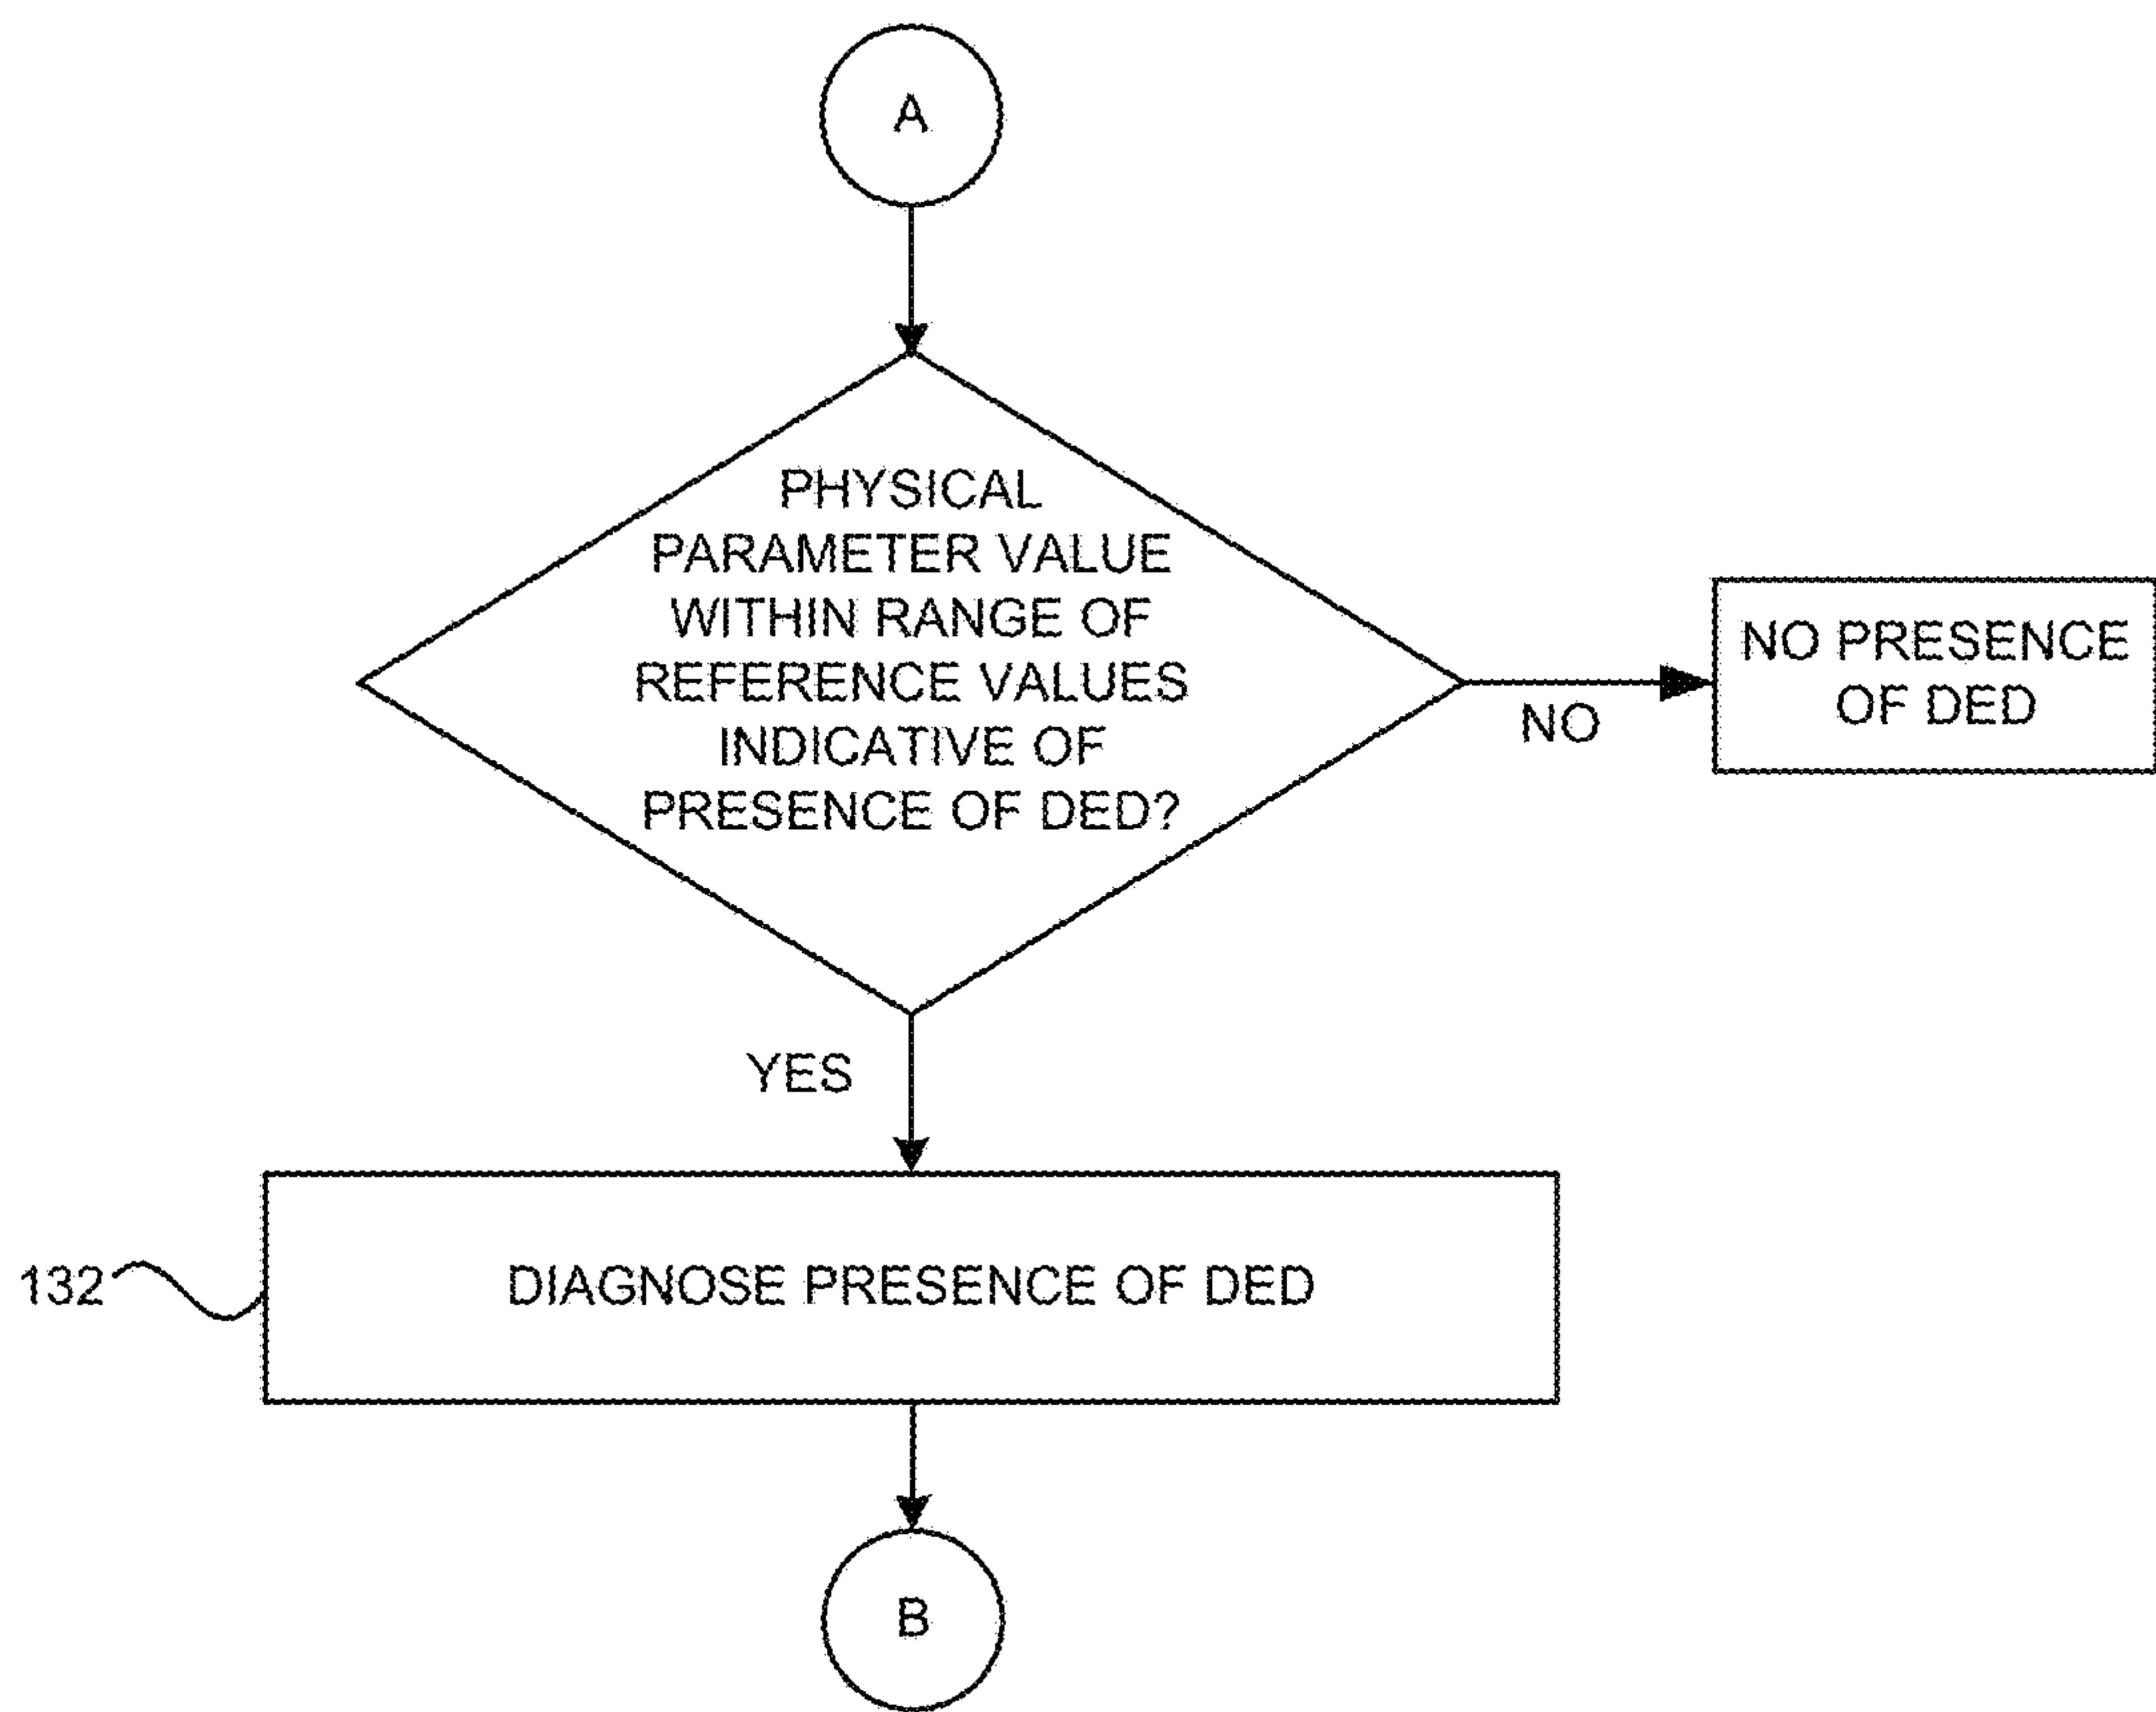 A
PHYSICAL
PARAMETER VALUE
WITHIN RANGE OF
REFERENCE VALUES
INDICATIVE OF
PRESENCE OF DED?
NO
NO PRESENCE
OF DED
YES
132
DIAGNOSE PRESENCE OF DED
B